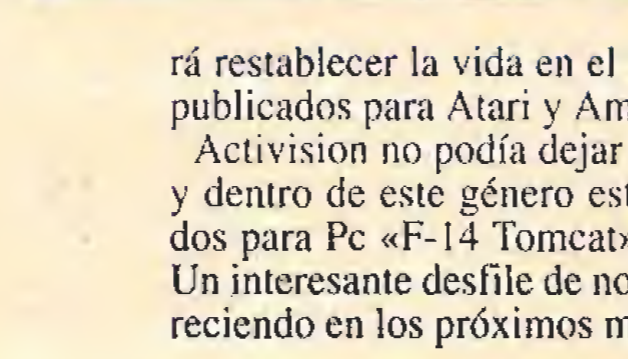 rá restablecer la vida en el
publicados para Atari y Am
Activision no podía dejar
y dentro de este género est
dos para Pc «F-14 Tomcat»
Un interesante desfile de no
reciendo en los próximos m